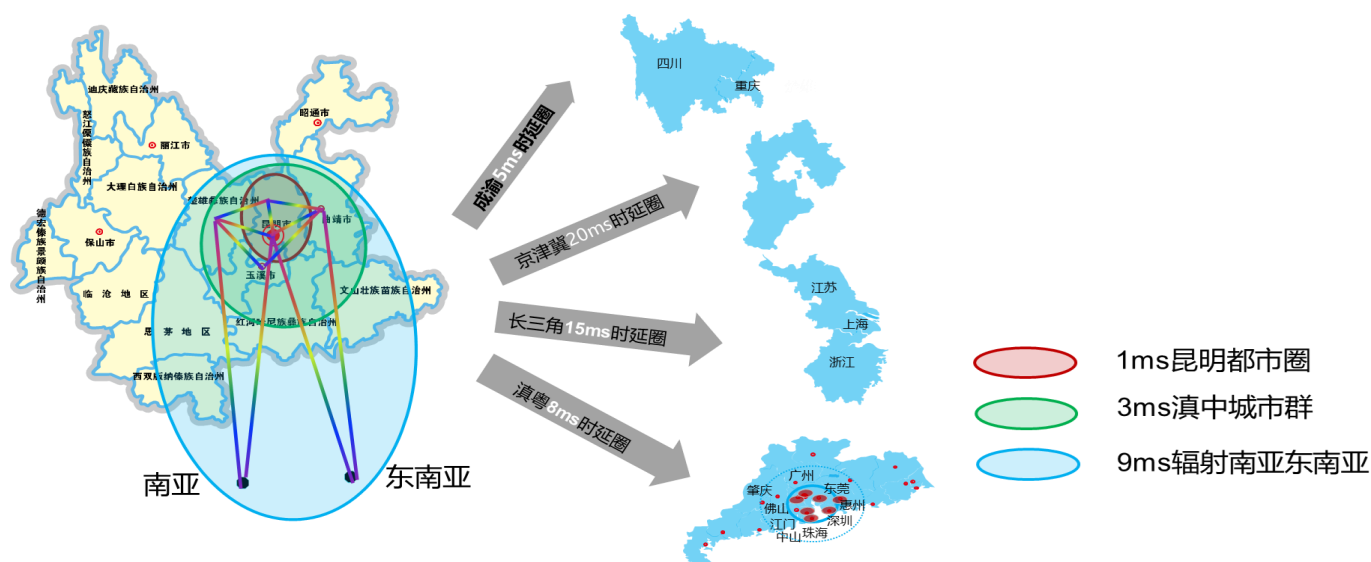 迪庆藏族自治州
怒江傈僳族自治州
丽江市
昭通市
大理白族自治州
楚雄彝族自治州
昆明市
曲靖市
德宏傣族景颇族自治州
保山市
玉溪市
临沧地区
文山壮族苗族自治州
思茅地区
红河哈尼族彝族自治州
西双版纳傣族自治州
南亚
东南亚
成渝5ms时延圈
京津冀20ms时延圈
长三角15ms时延圈
滇粤8ms时延圈
四川
重庆
江苏
上海
浙江
广州
肇庆
东莞
佛山
惠州
江门
深圳
中山
珠海
1ms昆明都市圈
3ms滇中城市群
9ms辐射南亚东南亚